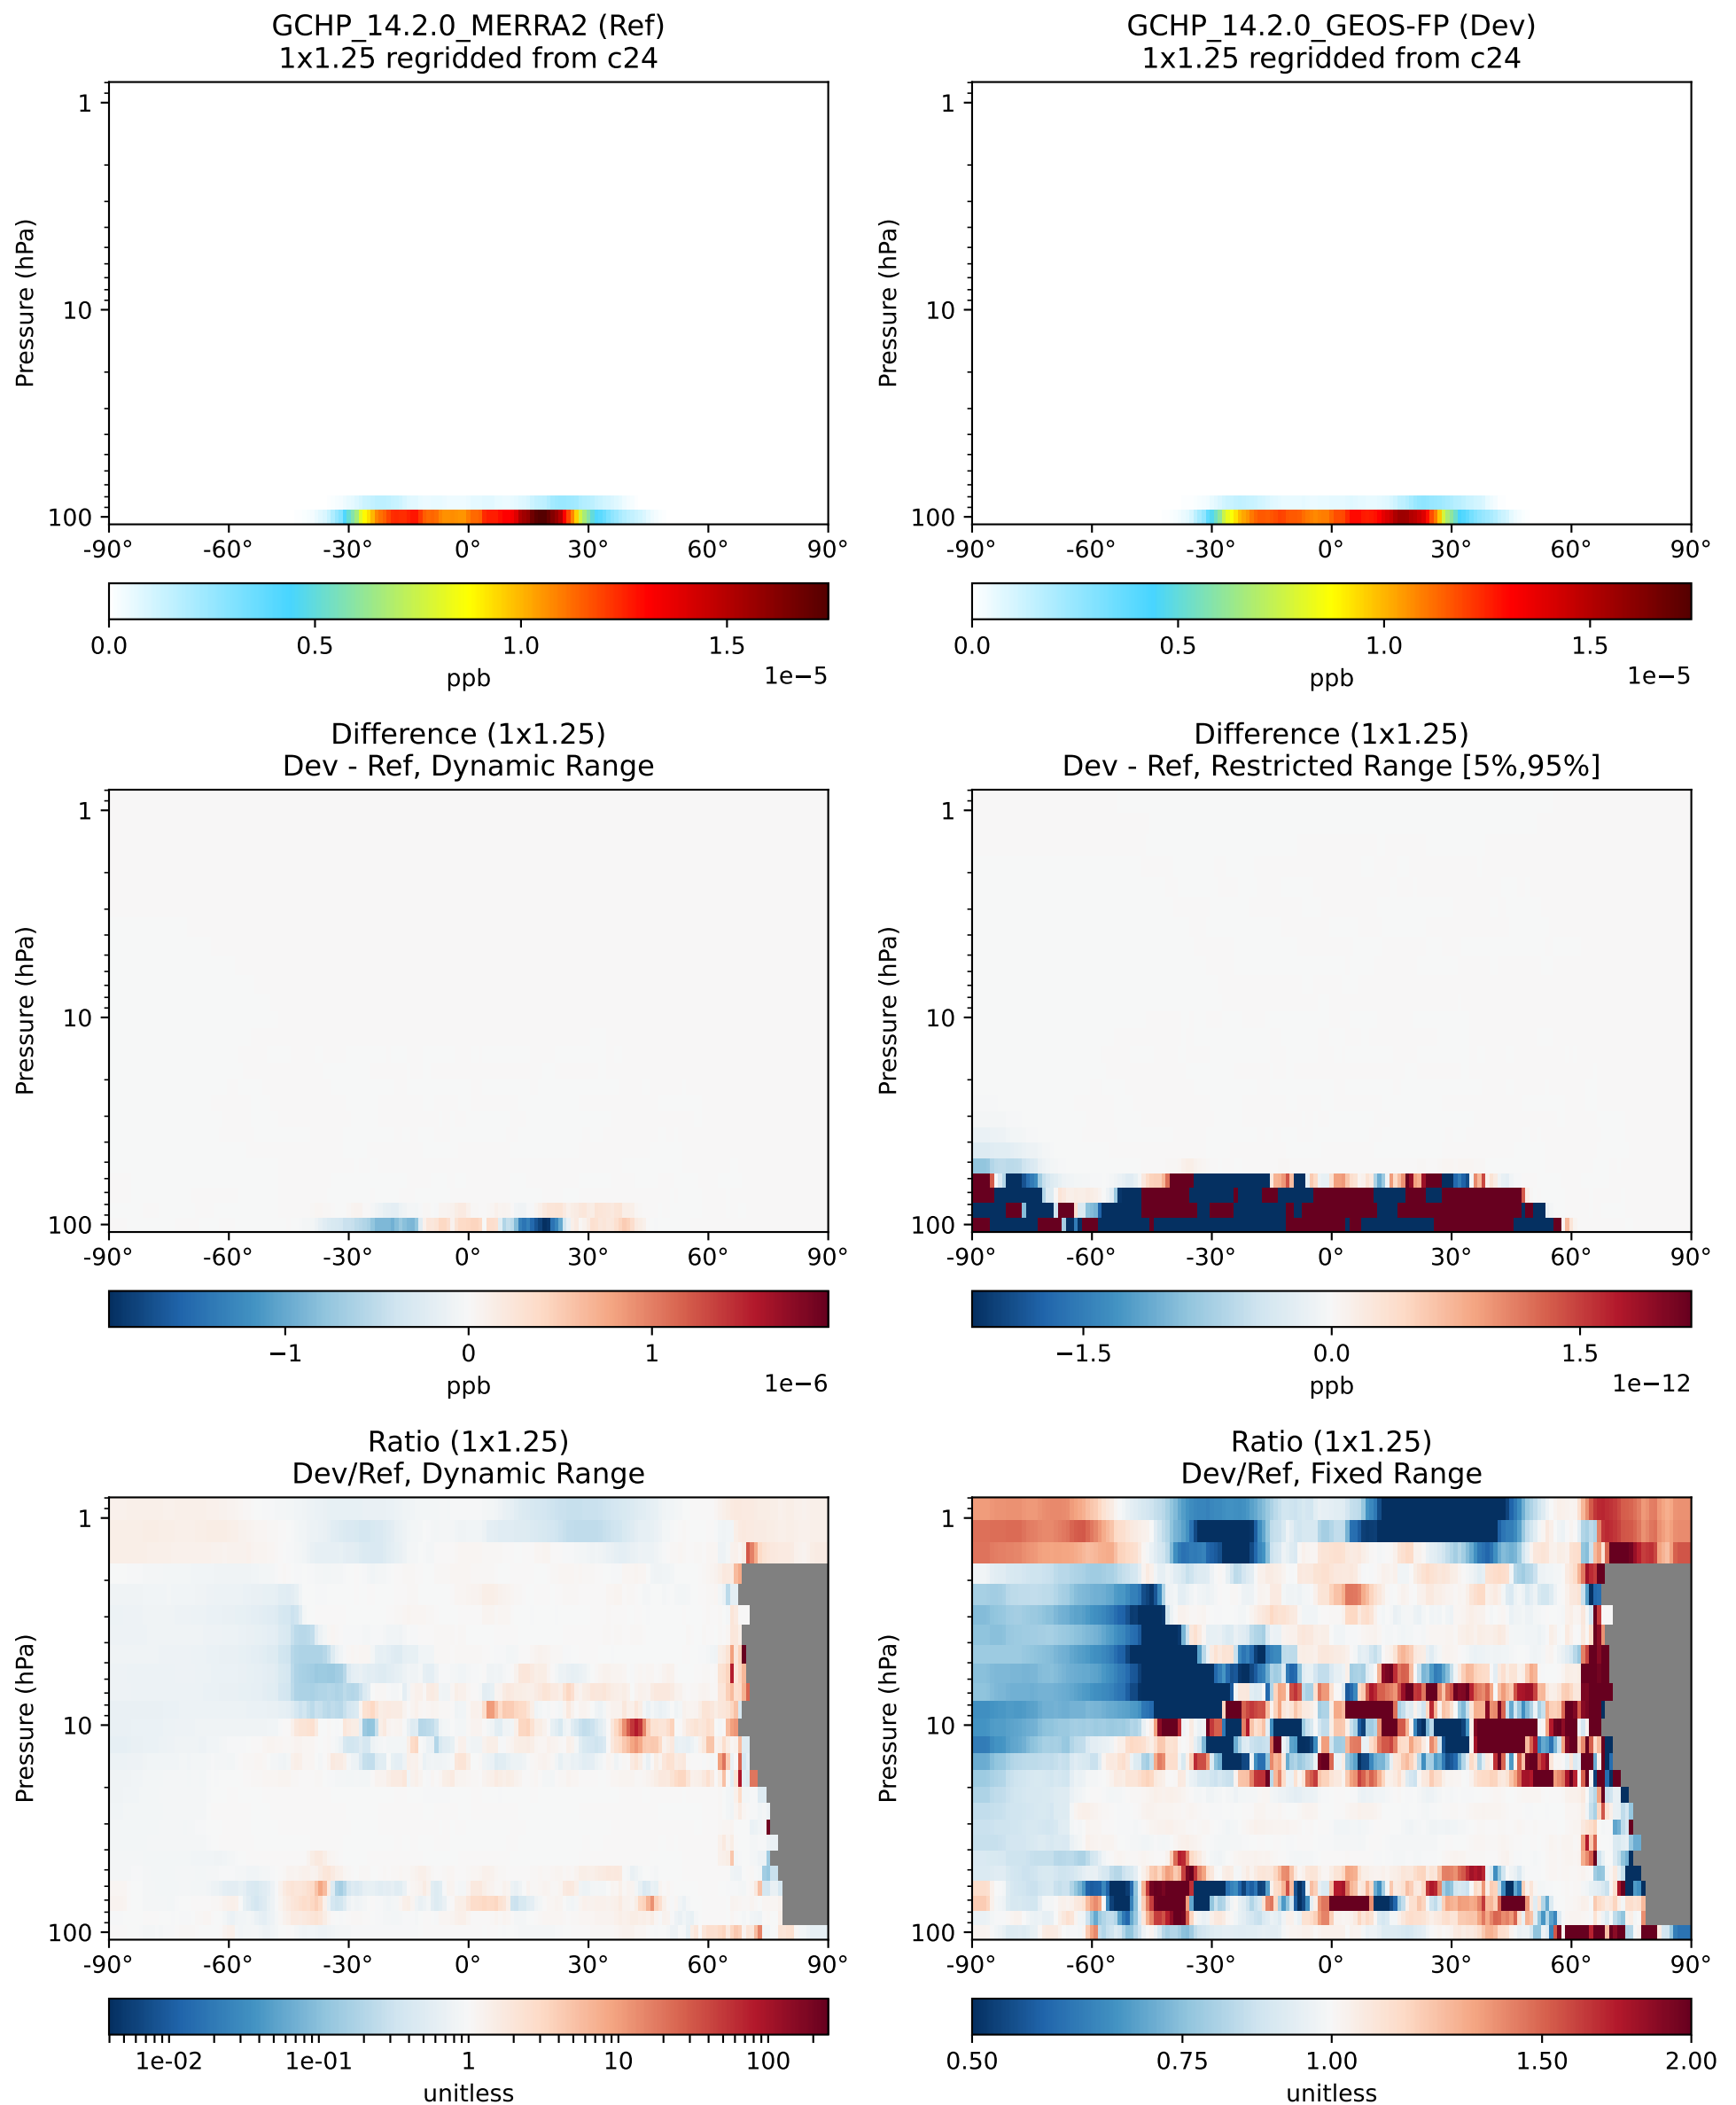 GCHP_14.2.0_MERRA2 (Ref)
1x1.25 regridded from c24
Pressure (hPa)
1
10
100
-90° -60° -30° 0° 30° 60° 90°
0.0 0.5 1.0 1.5
1e−5
ppb
GCHP_14.2.0_GEOS-FP (Dev)
1x1.25 regridded from c24
Pressure (hPa)
1
10
100
-90° -60° -30° 0° 30° 60° 90°
0.0 0.5 1.0 1.5
1e−5
ppb
Difference (1x1.25)
Dev - Ref, Dynamic Range
Pressure (hPa)
1
10
100
-90° -60° -30° 0° 30° 60° 90°
−1 0 1
1e−6
ppb
Difference (1x1.25)
Dev - Ref, Restricted Range [5%,95%]
Pressure (hPa)
1
10
100
-90° -60° -30° 0° 30° 60° 90°
−1.5 0.0 1.5
1e−12
ppb
Ratio (1x1.25)
Dev/Ref, Dynamic Range
Pressure (hPa)
1
10
100
-90° -60° -30° 0° 30° 60° 90°
1e-02 1e-01 1 10 100
unitless
Ratio (1x1.25)
Dev/Ref, Fixed Range
Pressure (hPa)
1
10
100
-90° -60° -30° 0° 30° 60° 90°
0.50 0.75 1.00 1.50 2.00
unitless